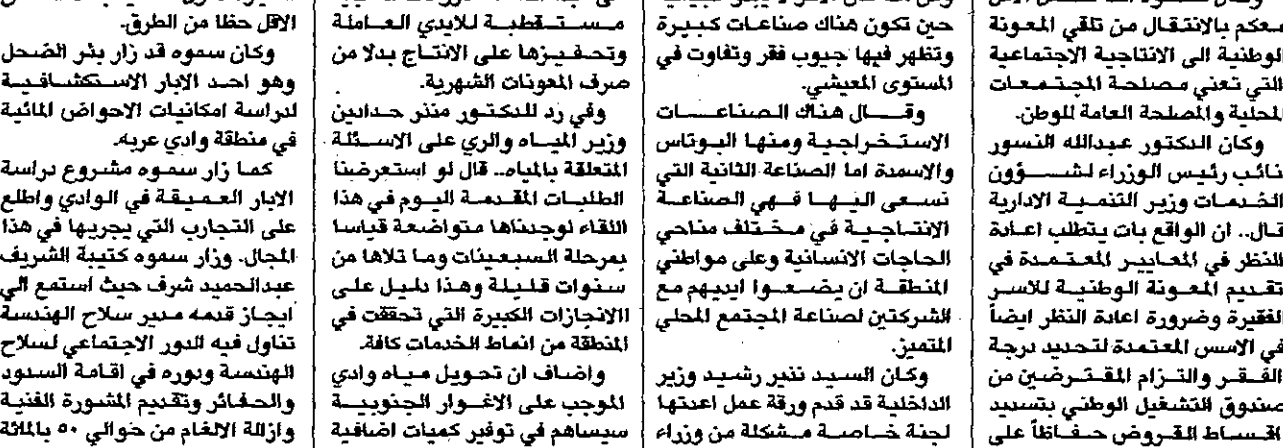 معكم بالانتقال من تلقي المعونة
الوطنية الى الانتاجية الاجتماعية
التي تعني مصلحة المجتمعات
المحلية والمصلحة العامة للوطن.
وكان الدكتور عبدالله النسور
نائب رئيس الوزراء لشؤون
الخدمات وزير التنمية الادارية
قال.. ان الواقع بات يتطلب اعادة
النظر في المعايير المعتمدة في
تقديم المعونة الوطنية للاسر
الفقيرة وضرورة اعادة النظر ايضاً
في الاسس المعتمدة لتحديد درجة
الفقر والتزام المقترضين من
صندوق التشغيل الوطني بتسديد
اقساط القروض حفاظاً على
حين تكون هناك صناعات كبيرة
وتظهر فيها جيوب فقر وتفاوت في
المستوى المعيشي.
وقال هناك الصناعات
الاستخراجية ومنها البوتاس
والاسمدة اما الصناعة الثانية التي
نسعى اليها فهي الصناعة
الانتاجية في مختلف مناحي
الحاجات الانسانية وعلى مواطني
المنطقة ان يضعوا ايديهم مع
الشركتين لصناعة المجتمع المحلي
المتميز.
وكان السيد نذير رشيد وزير
الداخلية قد قدم ورقة عمل اعدتها
لجنة خاصة مشكلة من وزراء
مستقطبة للايدي العاملة
وتحفيزها على الانتاج بدلا من
صرف المعونات الشهرية.
وفي رد للدكتور منذر حدادين
وزير المياه والري على الاسئلة
المتعلقة بالمياه.. قال لو استعرضنا
الطلبات المقدمة اليوم في هذا
اللقاء لوجدناها متواضعة قياسا
بمرحلة السبعينات وما تلاها من
سنوات قليلة وهذا دليل على
الانجازات الكبيرة التي تحققت في
المنطقة من انماط الخدمات كافة.
واضاف ان تحويل مياه وادي
الموجب على الاغوار الجنوبية
سيساهم في توفير كميات اضافية
الاقل حظا من الطرق.
وكان سموه قد زار بئر الضحل
وهو احد الابار الاستكشافية
لدراسة امكانيات الاحواض المائية
في منطقة وادي عربه.
كما زار سموه مشروع دراسة
الابار العميقة في الوادي واطلع
على التجارب التي يجريها في هذا
المجال. وزار سموه كتيبة الشريف
عبدالحميد شرف حيث استمع الي
ايجاز قدمه مدير سلاح الهندسة
تناول فيه الدور الاجتماعي لسلاح
الهندسة ودوره في اقامة السدود
والحفائر وتقديم المشورة الفنية
وازالة الالغام من حوالي ٥٠ بالمائة